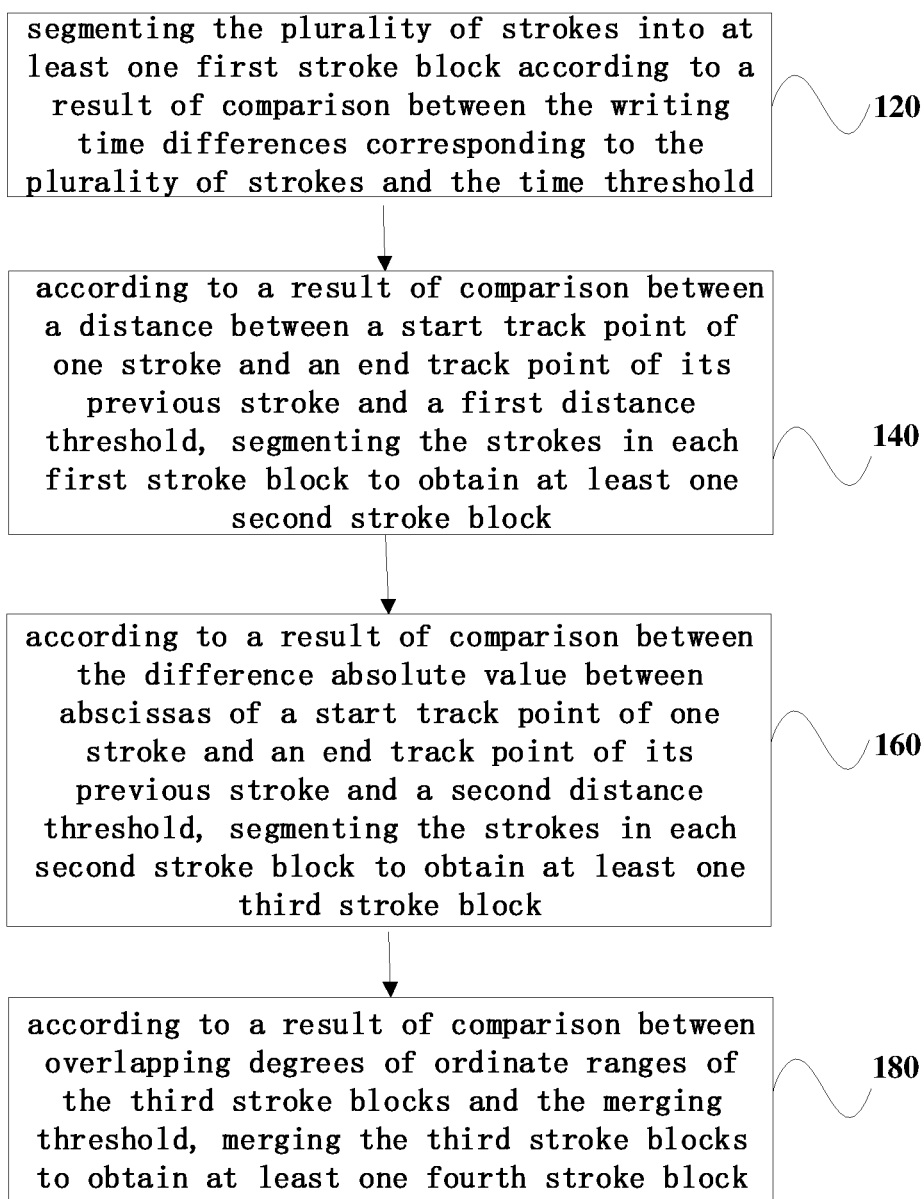 segmenting the plurality of strokes into at
least one first stroke block according to a
result of comparison between the writing
time differences corresponding to the
plurality of strokes and the time threshold
120
according to a result of comparison between
a distance between a start track point of
one stroke and an end track point of its
previous stroke and a first distance
threshold, segmenting the strokes in each
first stroke block to obtain at least one
second stroke block
140
according to a result of comparison between
the difference absolute value between
abscissas of a start track point of one
stroke and an end track point of its
previous stroke and a second distance
threshold, segmenting the strokes in each
second stroke block to obtain at least one
third stroke block
160
according to a result of comparison between
overlapping degrees of ordinate ranges of
the third stroke blocks and the merging
threshold, merging the third stroke blocks
to obtain at least one fourth stroke block
180